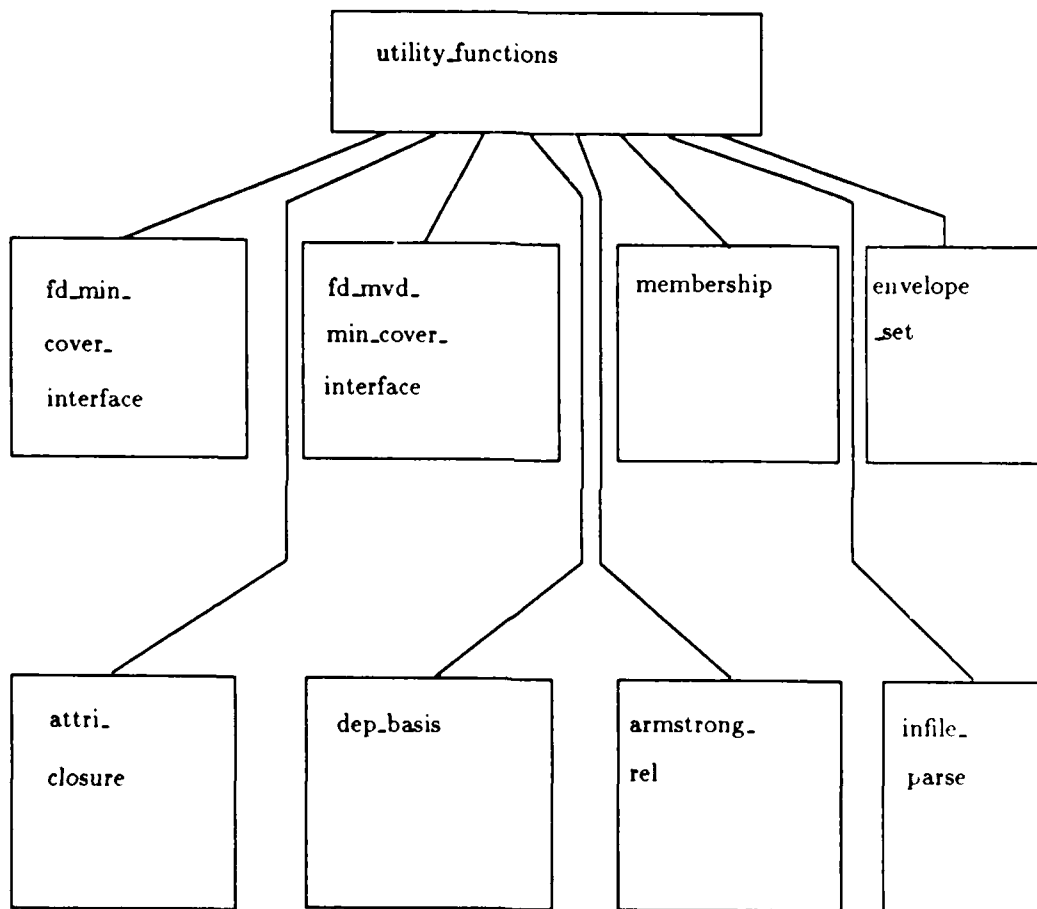 utility_functions
fd_min_
cover_
interface
fd_mvd_
min_cover_
interface
membership
envelope
_set
attri_
closure
dep_basis
armstrong_
rel
infile_
parse